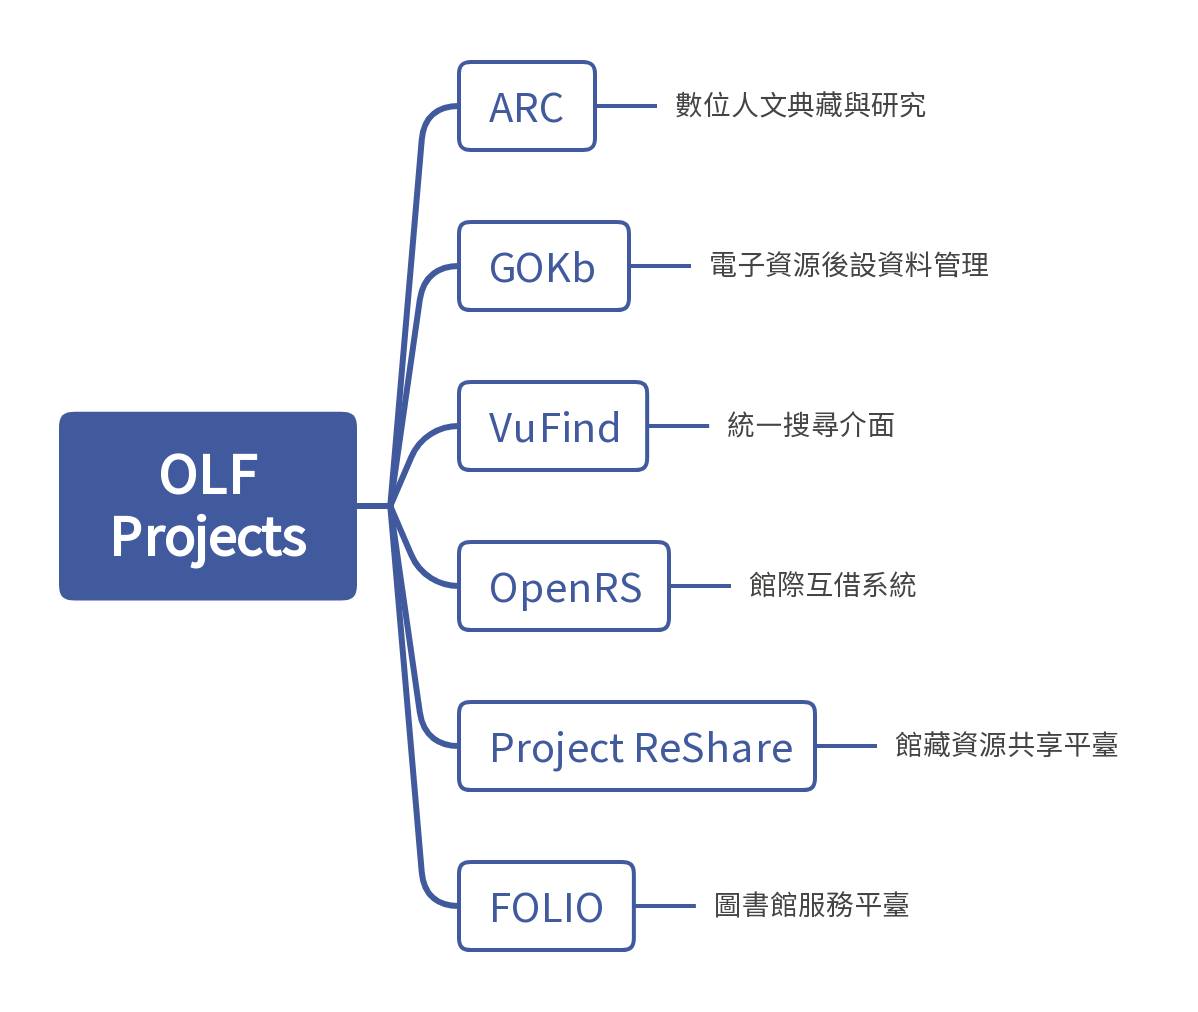 OLF
Projects
ARC
數位人文典藏與研究
GOKb
電子資源後設資料管理
VuFind
統一搜尋介面
OpenRS
館際互借系統
Project ReShare
館藏資源共享平臺
FOLIO
圖書館服務平臺